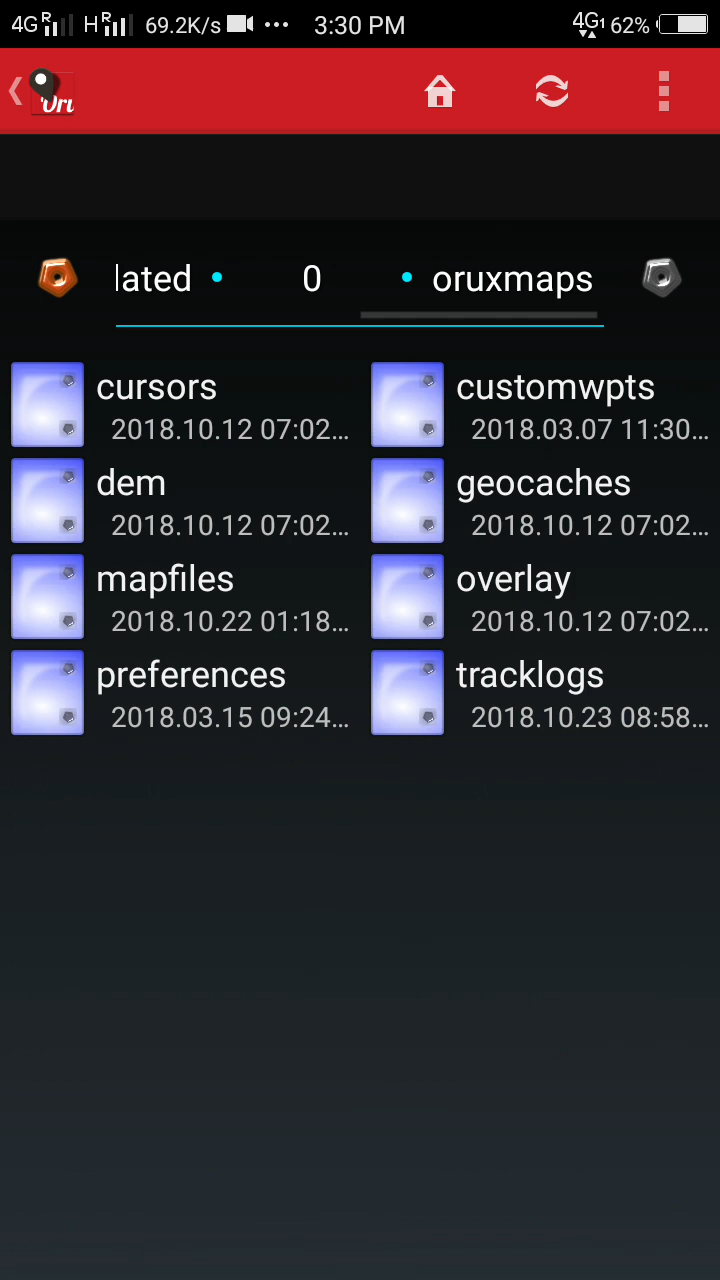 4G R H R 69.2K/s ... 3:30 PM 4G1 62%
Oru
lated • 0 • oruxmaps
cursors
2018.10.12 07:02...
customwpts
2018.03.07 11:30...
dem
2018.10.12 07:02...
geocaches
2018.10.12 07:02...
mapfiles
2018.10.22 01:18...
overlay
2018.10.12 07:02...
preferences
2018.03.15 09:24...
tracklogs
2018.10.23 08:58...